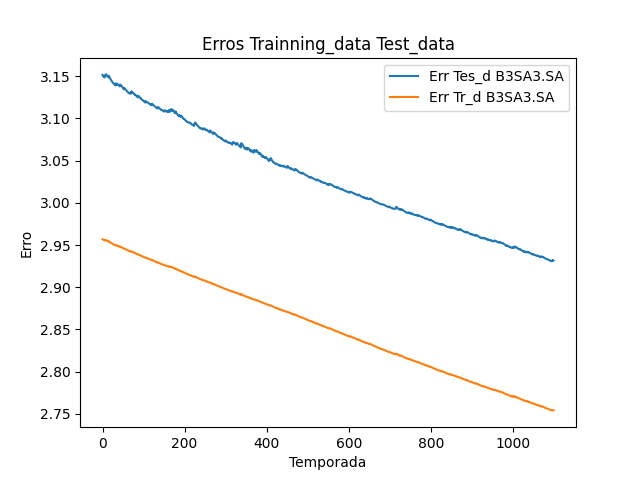 Erros Trainning_data Test_data
Err Tes_d B3SA3.SA
Err Tr_d B3SA3.SA
Erro
3.15
3.10
3.05
3.00
2.95
2.90
2.85
2.80
2.75
0 200 400 600 800 1000
Temporada